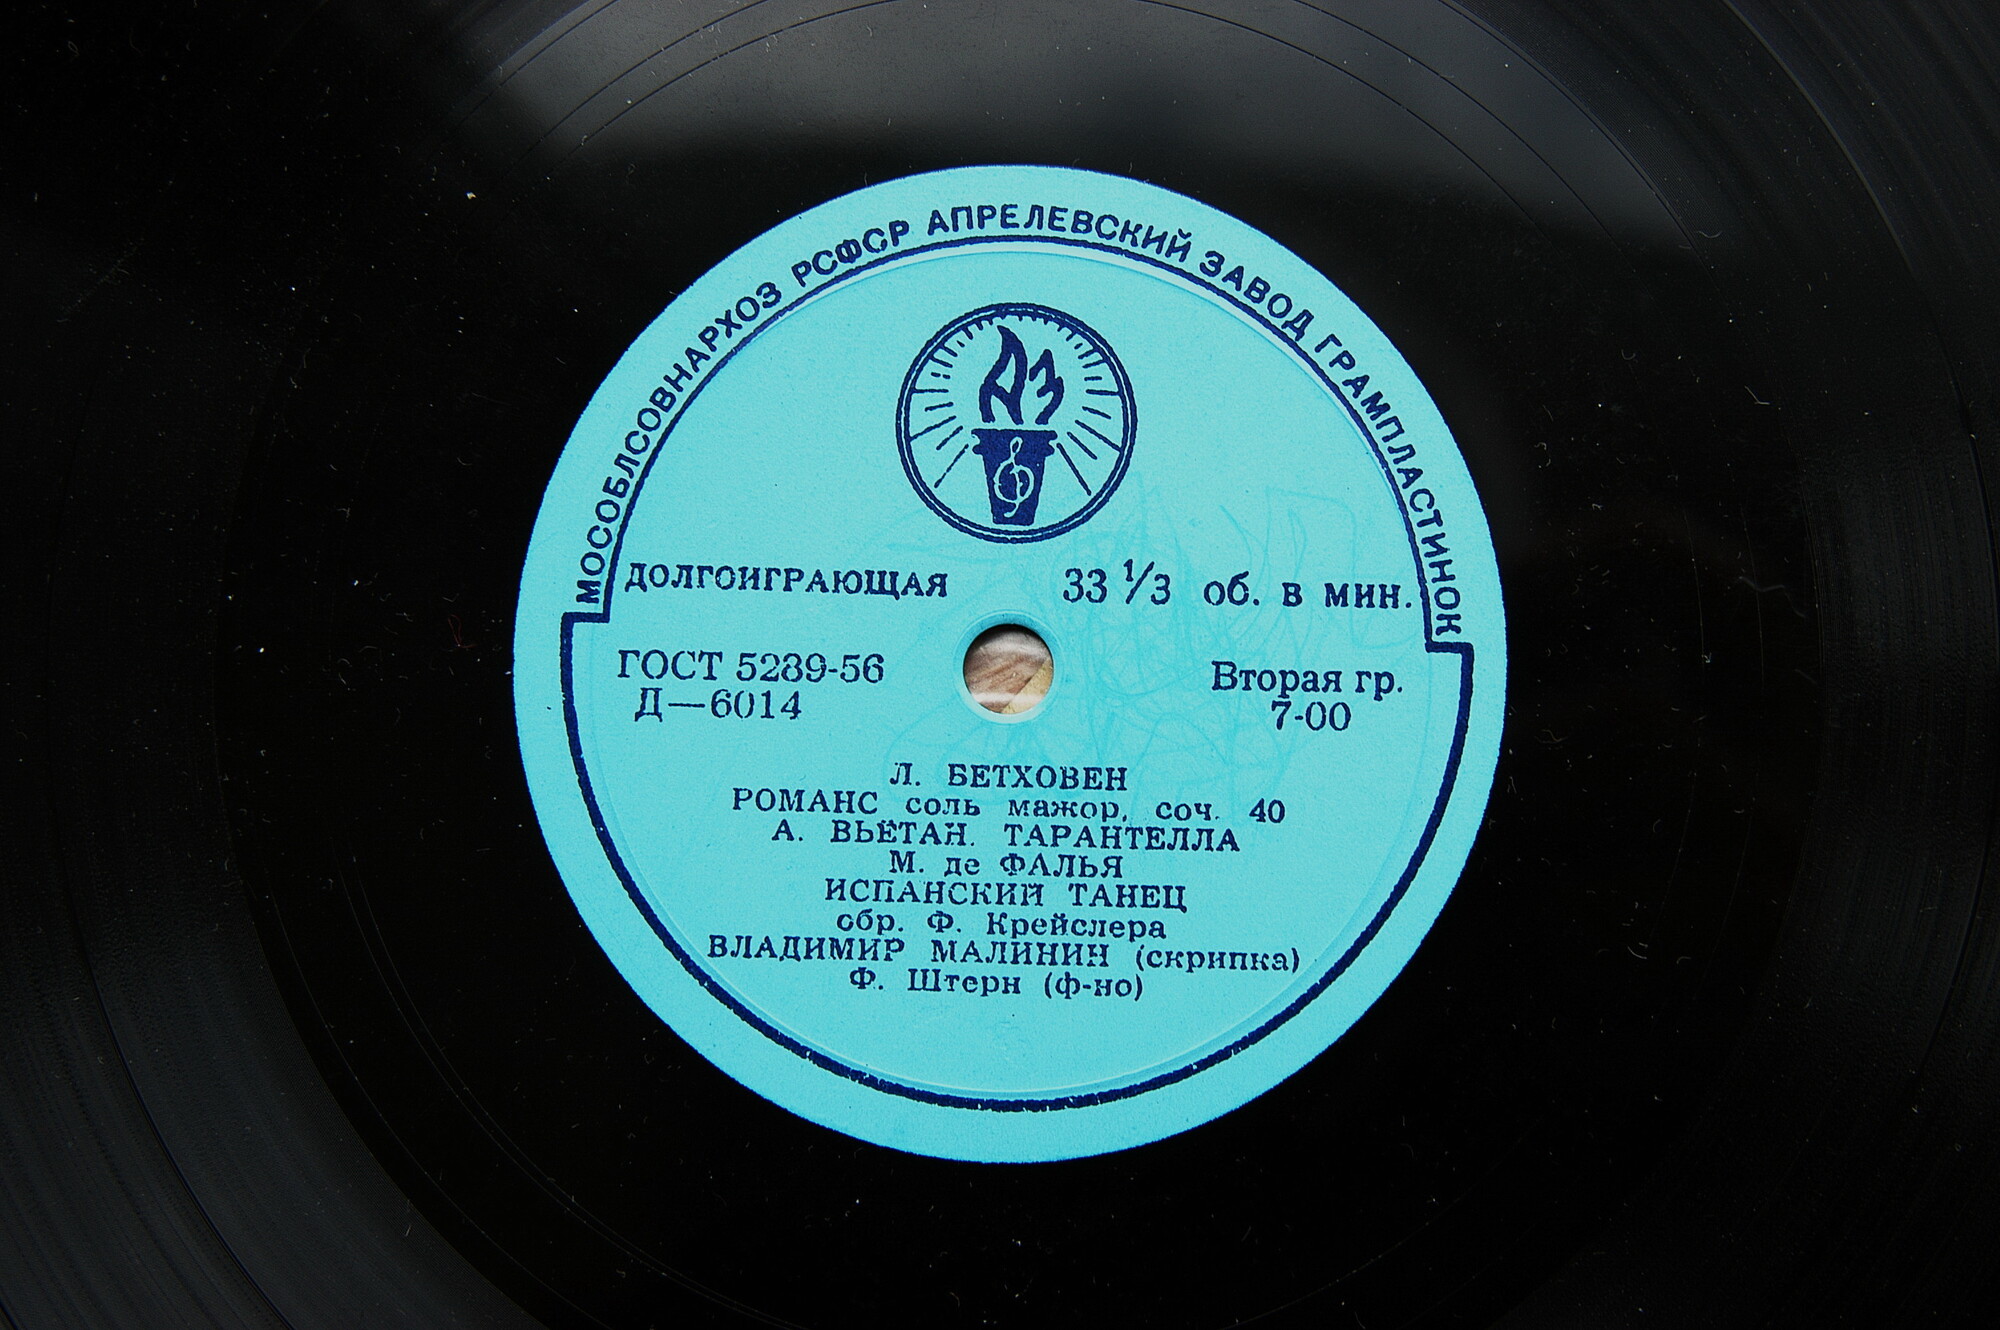 МОСОБЛСОВНАРХОЗ РСФСР АПРЕЛЕВСКИЙ ЗАВОД ГРАМПЛАСТИНОК
АЗ
ДОЛГОИГРАЮЩАЯ 33 1/3 об. в мин.
ГОСТ 5289-56 Вторая гр.
Д—6014 7-00
Л. БЕТХОВЕН
РОМАНС соль мажор, соч. 40
А. ВЬЁТАН. ТАРАНТЕЛЛА
М. де ФАЛЬЯ
ИСПАНСКИЙ ТАНЕЦ
обр. Ф. Крейслера
ВЛАДИМИР МАЛИНИН (скрипка)
Ф. Штерн (ф-но)